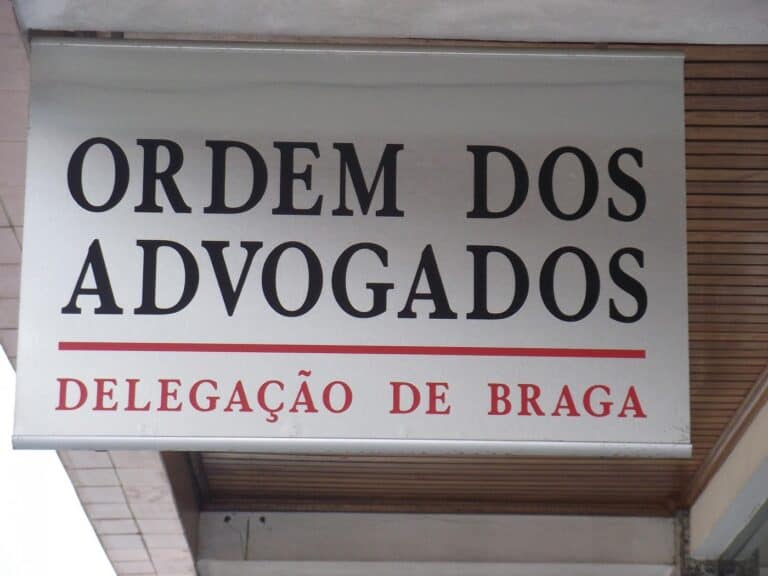 ORDEM DOS
ADVOGADOS
DELEGAÇÃO DE BRAGA